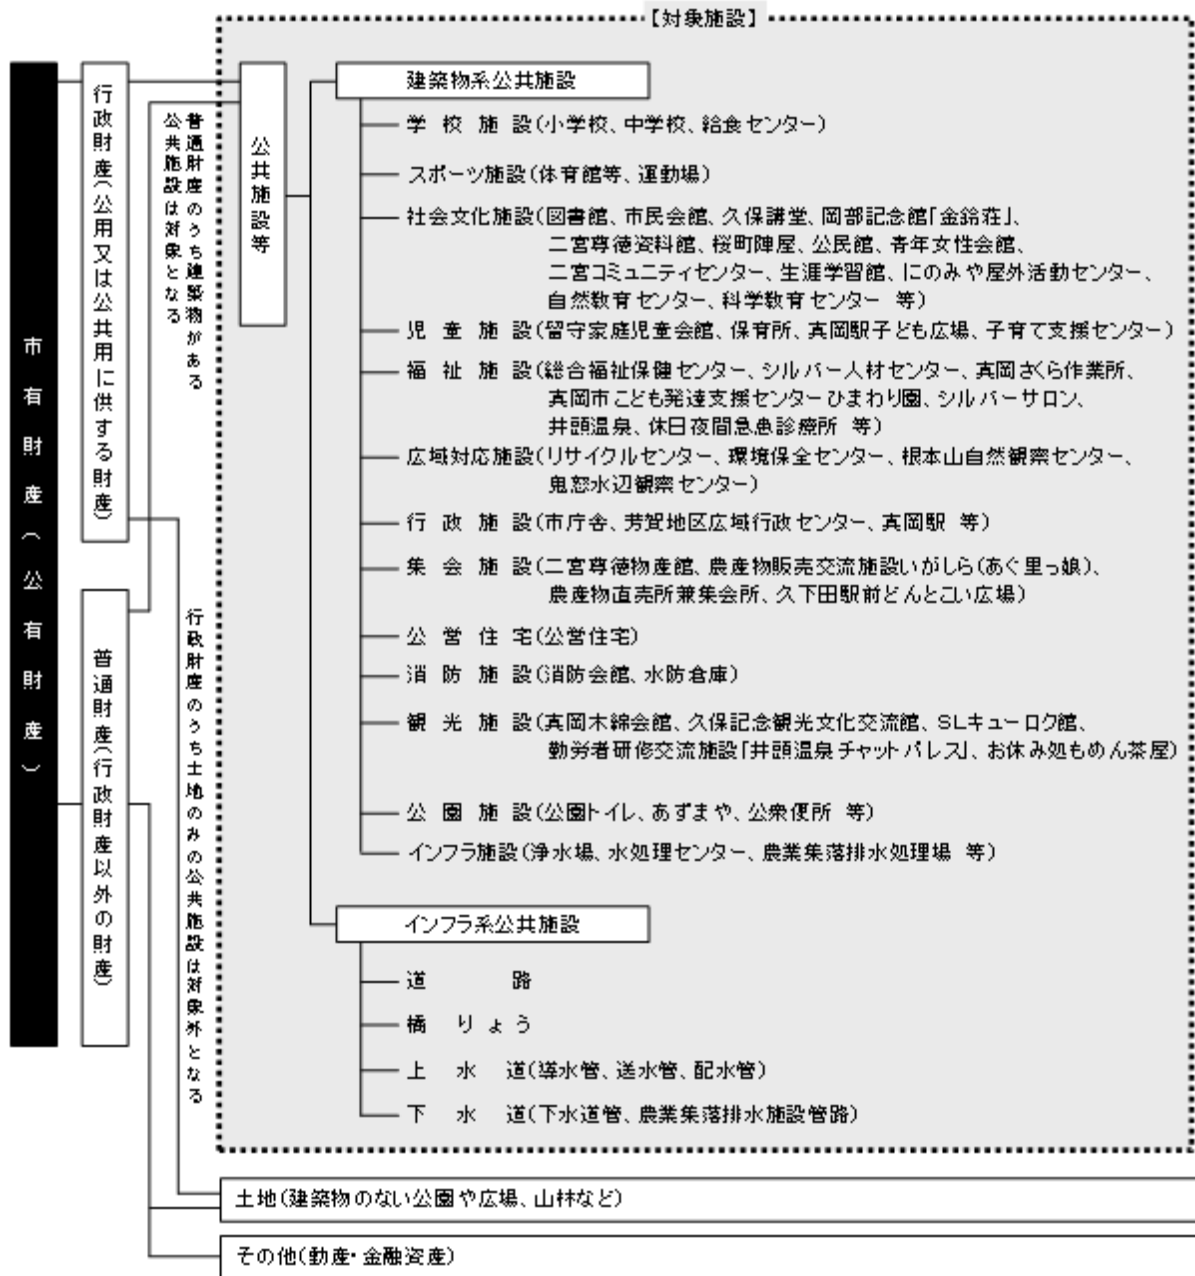 【対象施設】
市有財産（公有財産）
行政財産（公用又は公共用に供する財産）
普通財産のうち建築物がある
公共施設は対象となる
公共施設等
建築物系公共施設
学校施設(小学校、中学校、給食センター)
スポーツ施設(体育館等、運動場)
社会文化施設(図書館、市民会館、久保講堂、岡部記念館「金鈴荘」、
二宮尊徳資料館、桜町陣屋、公民館、青年女性会館、
二宮コミュニティセンター、生涯学習館、にのみや屋外活動センター、
自然教育センター、科学教育センター 等)
児童施設(留守家庭児童会館、保育所、真岡駅子ども広場、子育て支援センター)
福祉施設(総合福祉保健センター、シルバー人材センター、真岡さくら作業所、
真岡市こども発達支援センターひまわり園、シルバーサロン、
井頭温泉、休日夜間急患診療所 等)
広域対応施設(リサイクルセンター、環境保全センター、根本山自然観察センター、
鬼怒水辺観察センター)
行政施設(市庁舎、芳賀地区広域行政センター、真岡駅 等)
集会施設(二宮尊徳物産館、農産物販売交流施設いがしら(あぐ里っ娘)、
農産物直売所兼集会所、久下田駅前どんとこい広場)
公営住宅(公営住宅)
消防施設(消防会館、水防倉庫)
観光施設(真岡木綿会館、久保記念観光文化交流館、SLキューロク館、
勤労者研修交流施設「井頭温泉チャットパレス」、お休み処もめん茶屋)
公園施設(公園トイレ、あずまや、公衆便所 等)
インフラ施設(浄水場、水処理センター、農業集落排水処理場 等)
普通財産（行政財産以外の財産）
行政財産のうち土地のみの公共施設は対象外となる
インフラ系公共施設
道路
橋りょう
上水道(導水管、送水管、配水管)
下水道(下水道管、農業集落排水施設管路)
土地(建築物のない公園や広場、山林など)
その他(動産・金融資産)